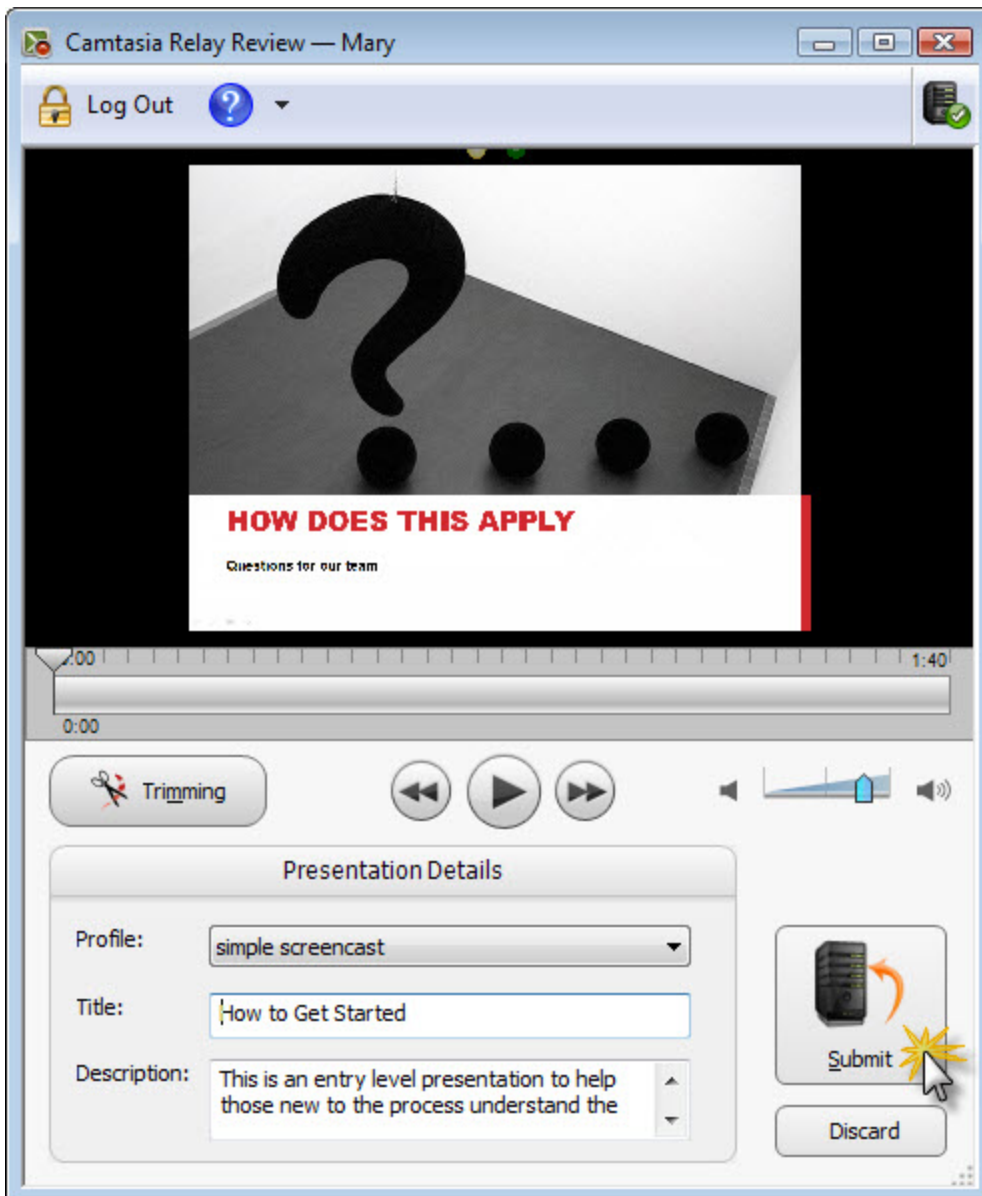 Camtasia Relay Review — Mary
Log Out
HOW DOES THIS APPLY
Questions for our team
1:40
0:00
Trimming
Presentation Details
Profile:
simple screencast
Title:
How to Get Started
Description:
This is an entry level presentation to help
those new to the process understand the
Submit
Discard